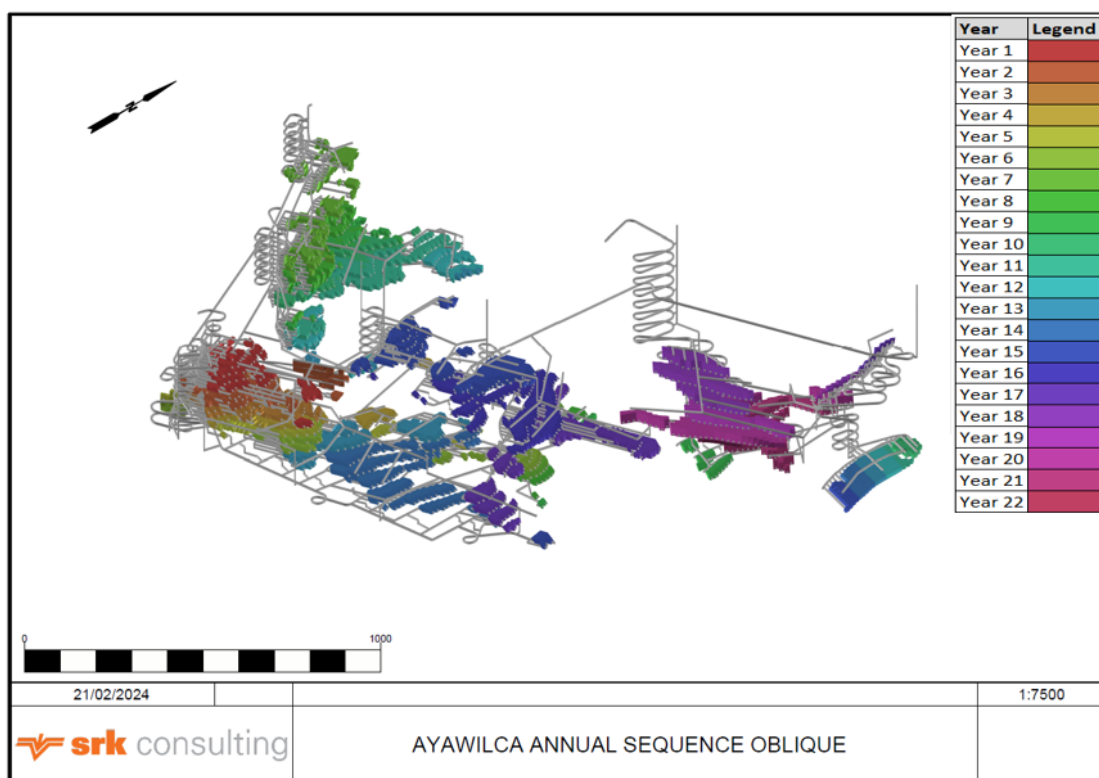 Year Legend
Year 1
Year 2
Year 3
Year 4
Year 5
Year 6
Year 7
Year 8
Year 9
Year 10
Year 11
Year 12
Year 13
Year 14
Year 15
Year 16
Year 17
Year 18
Year 19
Year 20
Year 21
Year 22
N
0 1000
21/02/2024 1:7500
srk consulting AYAWILCA ANNUAL SEQUENCE OBLIQUE